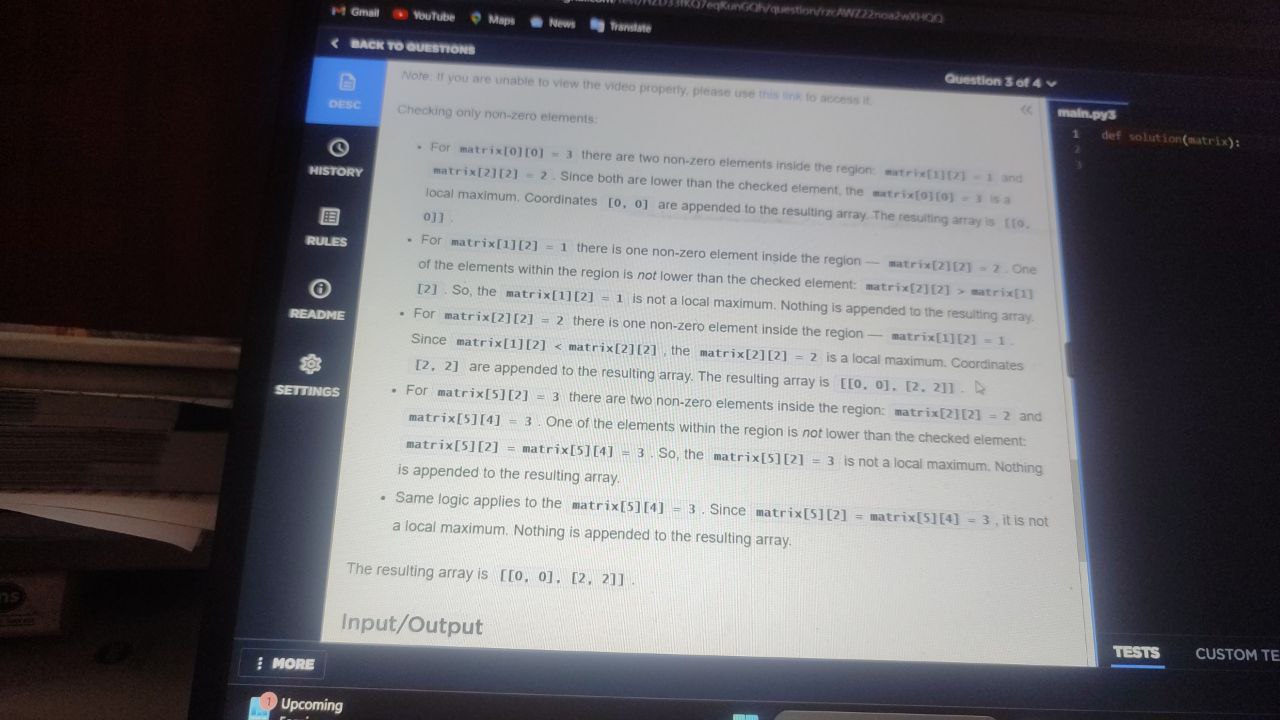 Gmail YouTube Maps News Translate
BACK TO QUESTIONS
Question 3 of 4
DESC
HISTORY
RULES
README
SETTINGS
Note: If you are unable to view the video properly, please use this link to access it.
Checking only non-zero elements:
• For matrix[0][0] = 3 there are two non-zero elements inside the region: matrix[1][2] = 1 and
matrix[2][2] = 2 . Since both are lower than the checked element, the matrix[0][0] = 3 is a
local maximum. Coordinates [0, 0] are appended to the resulting array. The resulting array is [[0,
0]] .
• For matrix[1][2] = 1 there is one non-zero element inside the region — matrix[2][2] = 2 . One
of the elements within the region is not lower than the checked element: matrix[2][2] > matrix[1]
[2] . So, the matrix[1][2] = 1 is not a local maximum. Nothing is appended to the resulting array.
• For matrix[2][2] = 2 there is one non-zero element inside the region — matrix[1][2] = 1 .
Since matrix[1][2] < matrix[2][2] , the matrix[2][2] = 2 is a local maximum. Coordinates
[2, 2] are appended to the resulting array. The resulting array is [[0, 0], [2, 2]] .
• For matrix[5][2] = 3 there are two non-zero elements inside the region: matrix[2][2] = 2 and
matrix[5][4] = 3 . One of the elements within the region is not lower than the checked element:
matrix[5][2] = matrix[5][4] = 3 . So, the matrix[5][2] = 3 is not a local maximum. Nothing
is appended to the resulting array.
• Same logic applies to the matrix[5][4] = 3 . Since matrix[5][2] = matrix[5][4] = 3 , it is not
a local maximum. Nothing is appended to the resulting array.
The resulting array is [[0, 0], [2, 2]] .
Input/Output
main.py3
1 def solution(matrix):
2
3
TESTS CUSTOM TE
MORE
1 Upcoming